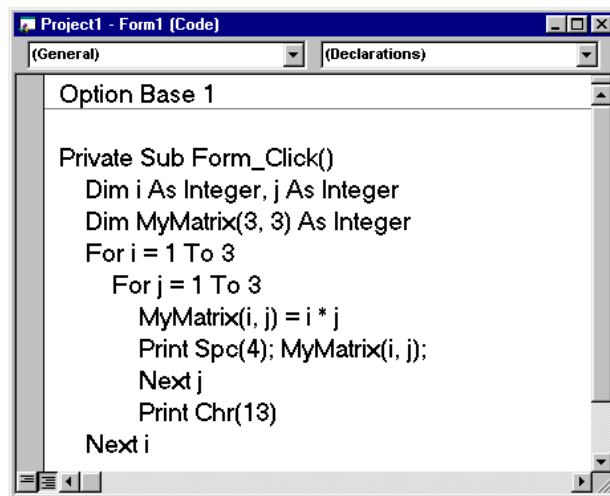 Project1 - Form1 (Code)
(General) (Declarations)
Option Base 1
Private Sub Form_Click()
Dim i As Integer, j As Integer
Dim MyMatrix(3, 3) As Integer
For i = 1 To 3
For j = 1 To 3
MyMatrix(i, j) = i * j
Print Spc(4); MyMatrix(i, j);
Next j
Print Chr(13)
Next i